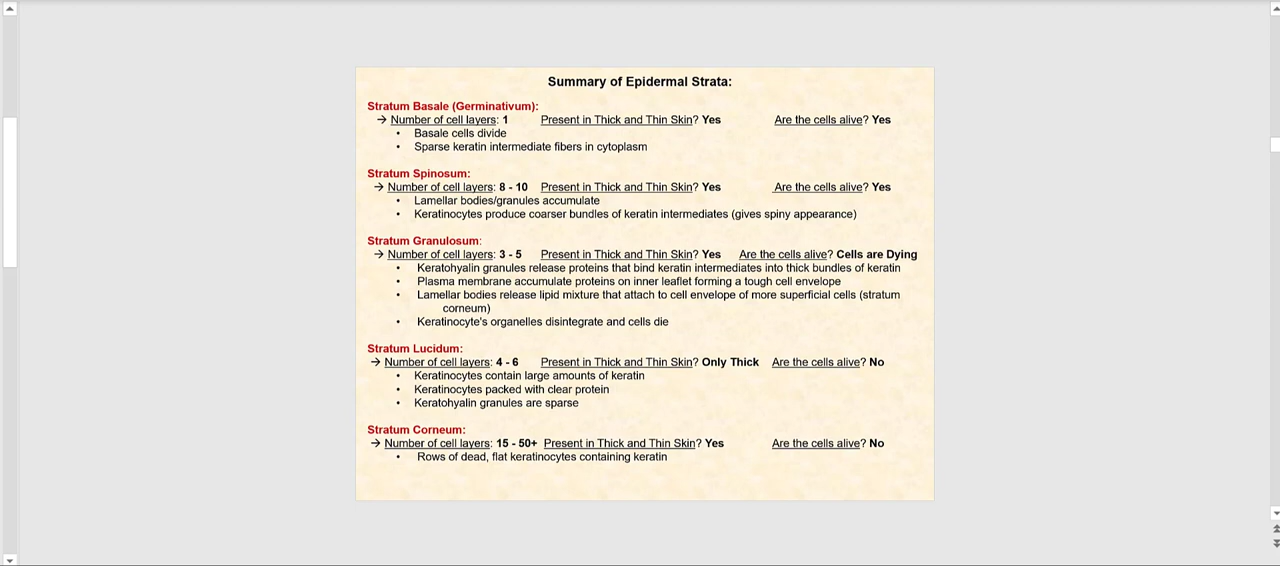 Summary of Epidermal Strata:
Stratum Basale (Germinativum):
→ Number of cell layers: 1 Present in Thick and Thin Skin? Yes Are the cells alive? Yes
• Basale cells divide
• Sparse keratin intermediate fibers in cytoplasm
Stratum Spinosum:
→ Number of cell layers: 8 - 10 Present in Thick and Thin Skin? Yes Are the cells alive? Yes
• Lamellar bodies/granules accumulate
• Keratinocytes produce coarser bundles of keratin intermediates (gives spiny appearance)
Stratum Granulosum:
→ Number of cell layers: 3 - 5 Present in Thick and Thin Skin? Yes Are the cells alive? Cells are Dying
• Keratohyalin granules release proteins that bind keratin intermediates into thick bundles of keratin
• Plasma membrane accumulate proteins on inner leaflet forming a tough cell envelope
• Lamellar bodies release lipid mixture that attach to cell envelope of more superficial cells (stratum
corneum)
• Keratinocyte's organelles disintegrate and cells die
Stratum Lucidum:
→ Number of cell layers: 4 - 6 Present in Thick and Thin Skin? Only Thick Are the cells alive? No
• Keratinocytes contain large amounts of keratin
• Keratinocytes packed with clear protein
• Keratohyalin granules are sparse
Stratum Corneum:
→ Number of cell layers: 15 - 50+ Present in Thick and Thin Skin? Yes Are the cells alive? No
• Rows of dead, flat keratinocytes containing keratin